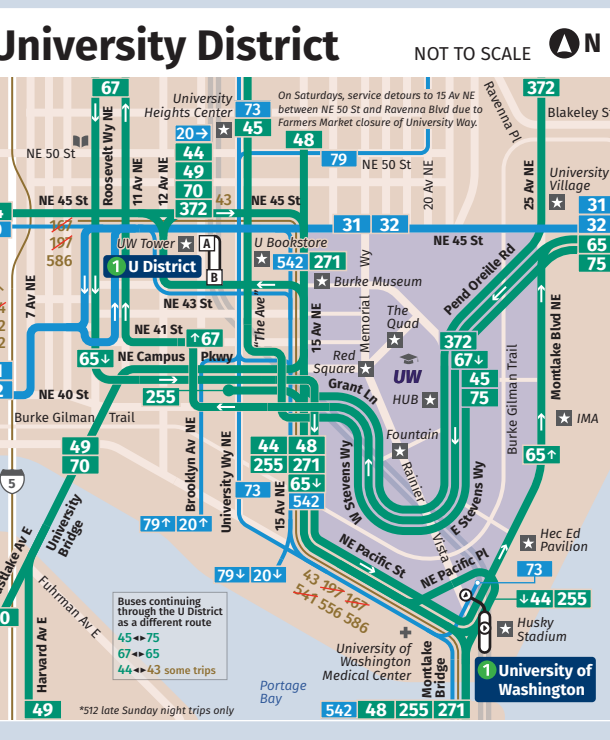 University District
NOT TO SCALE
N
67
372
On Saturdays, service detours to 15 Av NE
between NE 50 St and Ravenna Blvd due to
Farmers Market closure of University Way.
University
Heights Center
73
45
20→
44
49
70
372
48
79
NE 50 St
NE 50 St
Roosevelt Wy NE
11 Av NE
12 Av NE
20 Av NE
25 Av NE
Ravenna Pl
Blakeley S
University
Village
31
32
65
75
NE 45 St
43
NE 45 St
31 32
NE 45 St
167
197
586
UW Tower
A
B
1 U District
U Bookstore
542 271
Burke Museum
7 Av NE
NE 43 St
"The Ave"
15 Av NE
Memorial Wy
The
Quad
Pend Oreille Rd
Montlake Blvd NE
NE 41 St
↑67
65↓
NE Campus Pkwy
Red
Square
UW
372
67↓
45
75
NE 40 St
255
Grant Ln
HUB
Burke Gilman Trail
Burke Gilman Trail
IMA
49
70
5
Brooklyn Av NE
University Wy NE
15 Av NE
44 48
255 271
65↓
542
73
W Stevens Wy
Fountain
Rainier Vista
E Stevens Wy
65↑
University
Bridge
79↑ 20↑
79↓ 20↓
NE Pacific St
NE Pacific Pl
Hec Ed
Pavilion
73
↓44 255
Husky
Stadium
stlake Av E
Fuhrman Av E
Harvard Av E
Buses continuing
through the U District
as a different route
45◂▸75
67◂▸65
44◂▸43 some trips
43 197 167
541 556 586
University of
Washington
Medical Center
Montlake
Bridge
1 University of
Washington
Portage
Bay
49
*512 late Sunday night trips only
542 48 255 271